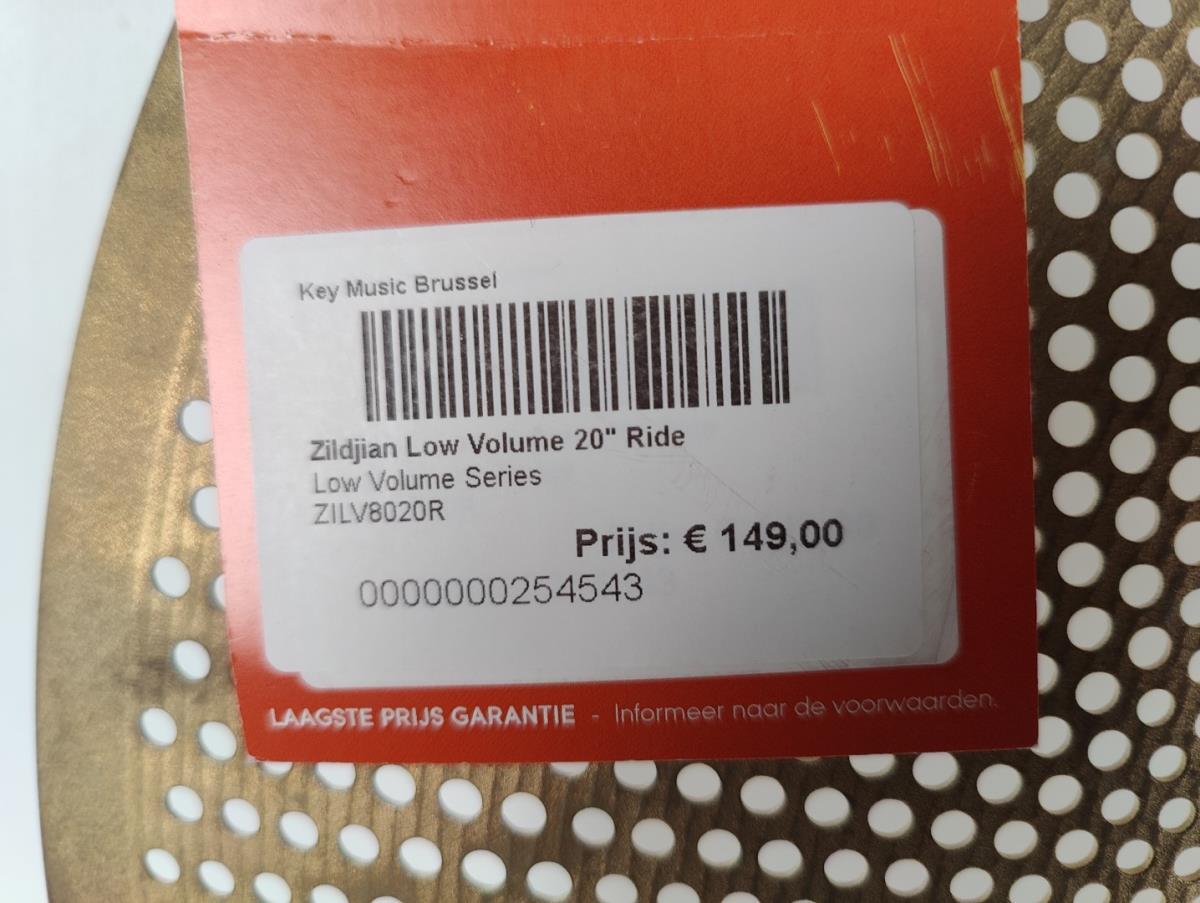 Key Music Brussel
Zildjian Low Volume 20" Ride
Low Volume Series
ZILV8020R
Prijs: € 149,00
0000000254543
LAAGSTE PRIJS GARANTIE - Informeer naar de voorwaarden.